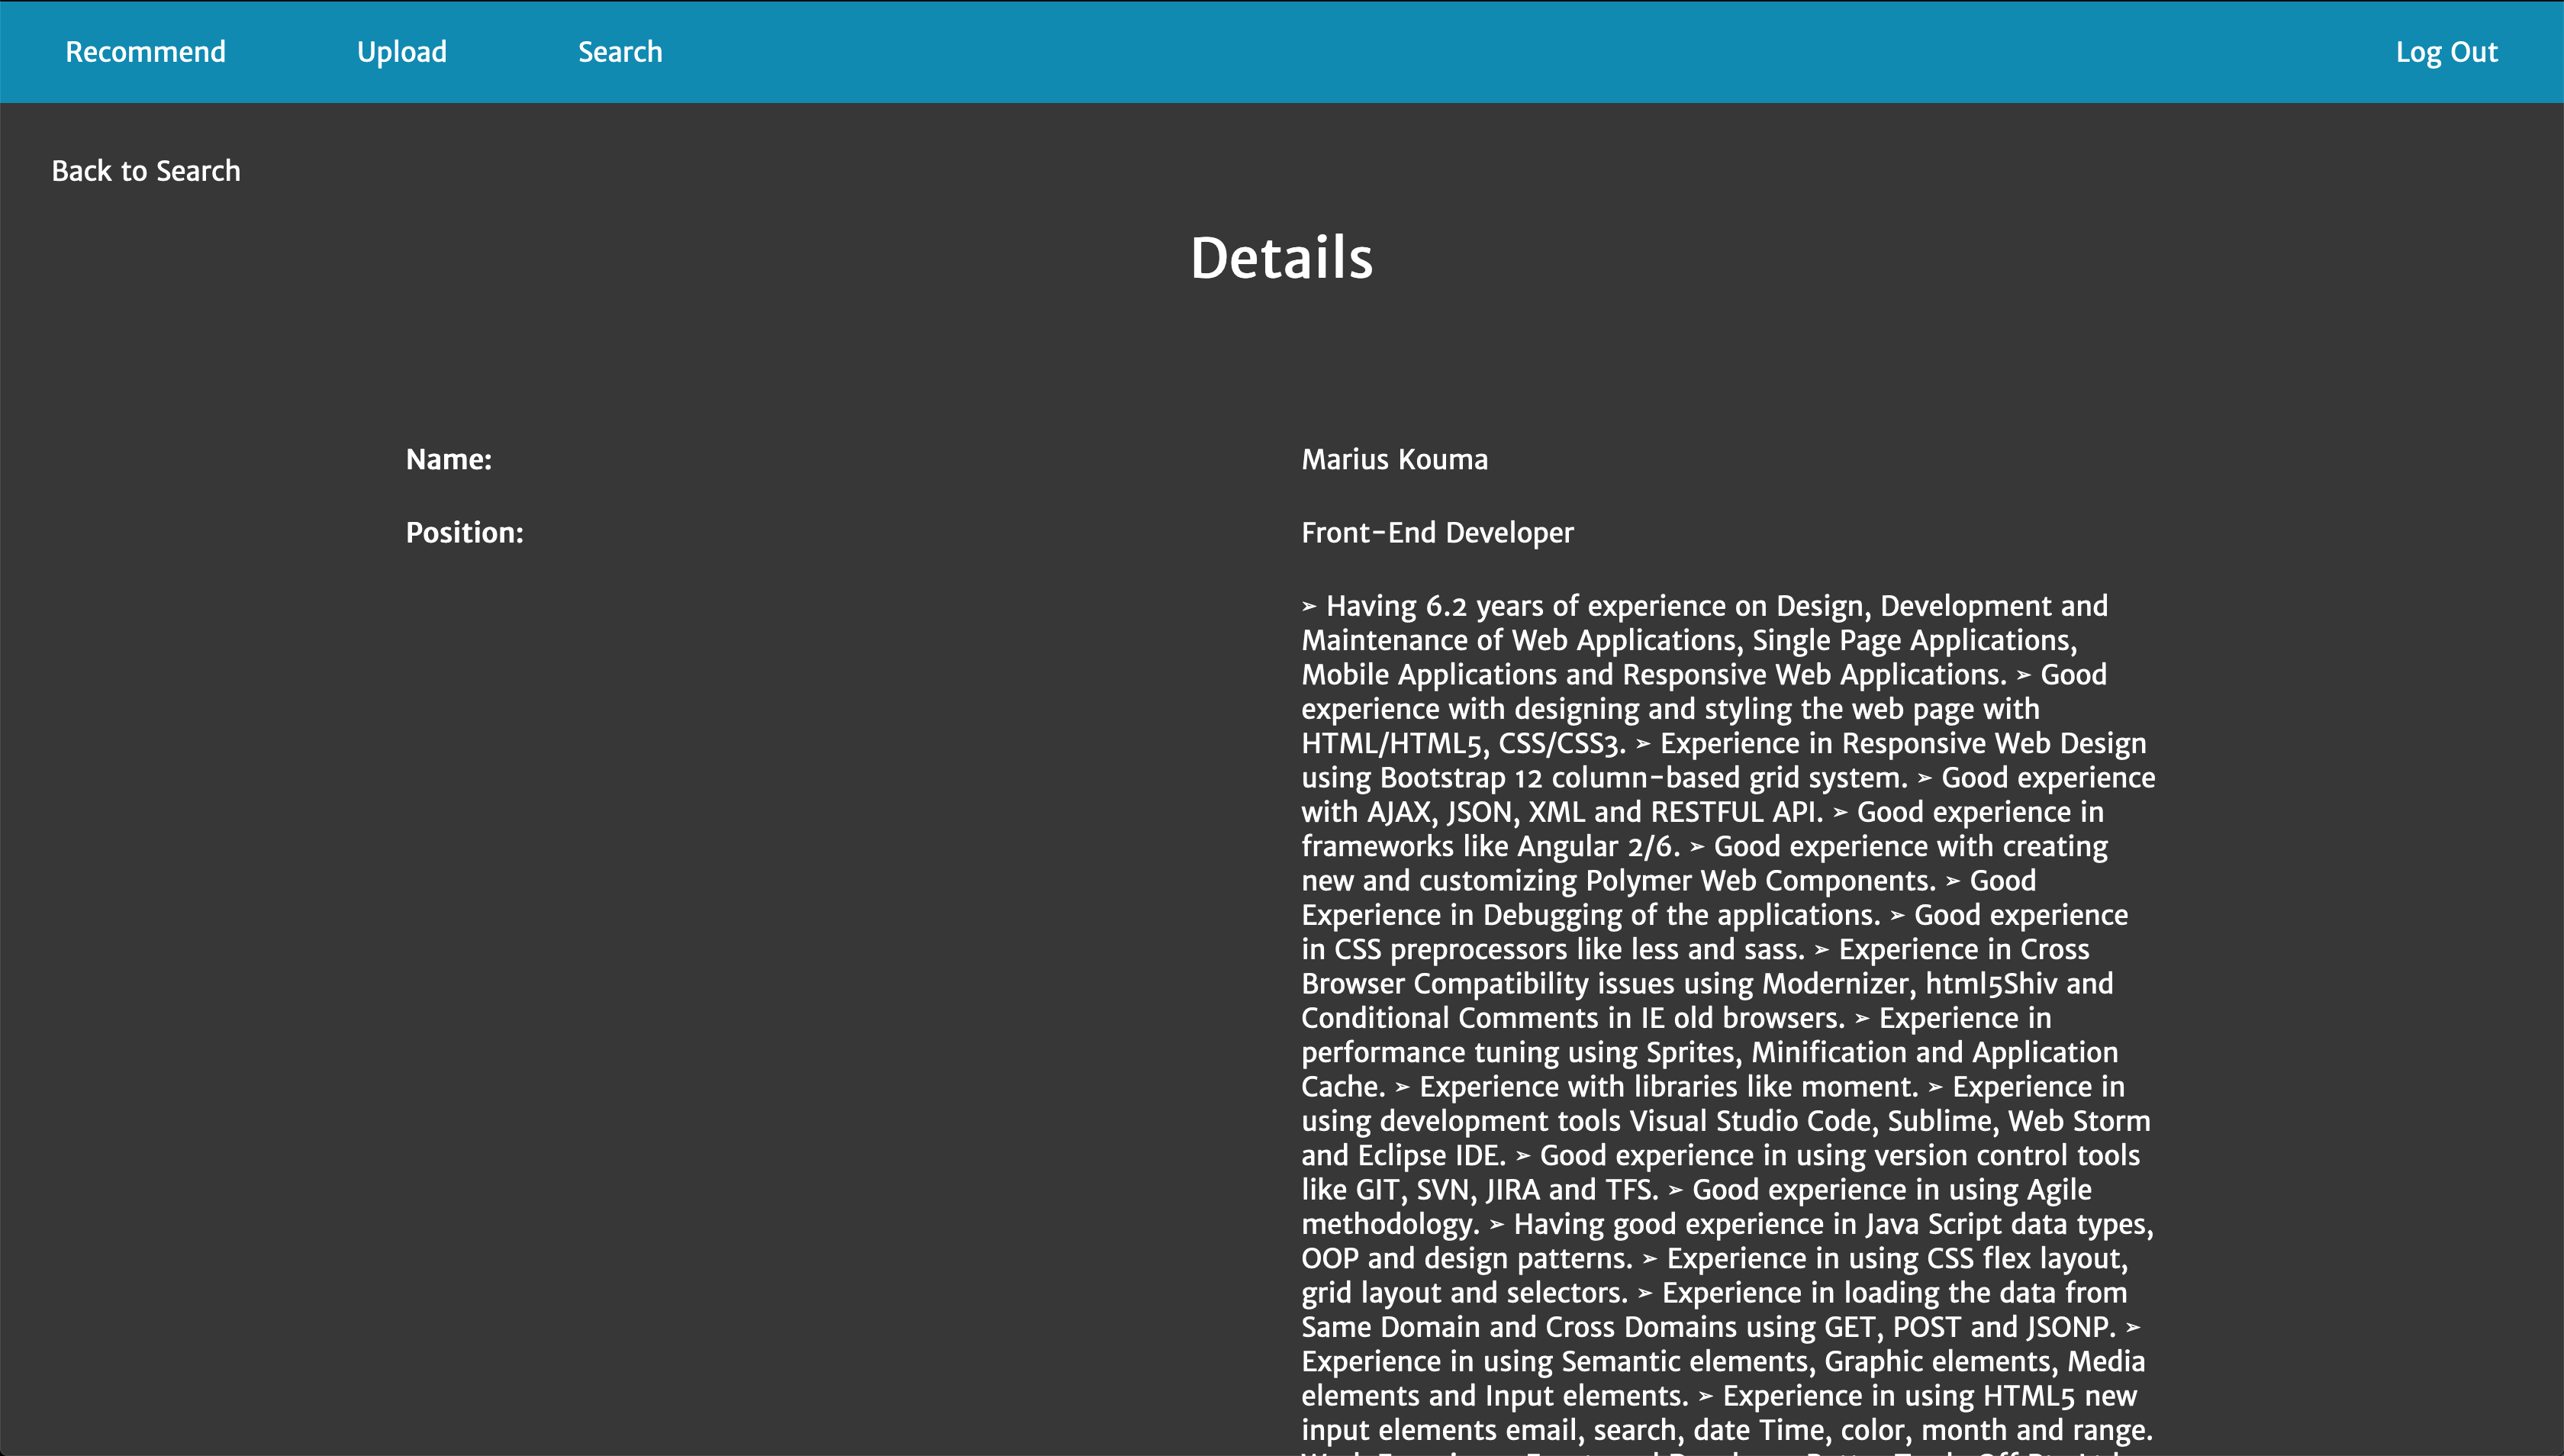 Recommend Upload Search Log Out
Back to Search
Details
Name: Marius Kouma
Position: Front-End Developer
➢ Having 6.2 years of experience on Design, Development and
Maintenance of Web Applications, Single Page Applications,
Mobile Applications and Responsive Web Applications. ➢ Good
experience with designing and styling the web page with
HTML/HTML5, CSS/CSS3. ➢ Experience in Responsive Web Design
using Bootstrap 12 column-based grid system. ➢ Good experience
with AJAX, JSON, XML and RESTFUL API. ➢ Good experience in
frameworks like Angular 2/6. ➢ Good experience with creating
new and customizing Polymer Web Components. ➢ Good
Experience in Debugging of the applications. ➢ Good experience
in CSS preprocessors like less and sass. ➢ Experience in Cross
Browser Compatibility issues using Modernizer, html5Shiv and
Conditional Comments in IE old browsers. ➢ Experience in
performance tuning using Sprites, Minification and Application
Cache. ➢ Experience with libraries like moment. ➢ Experience in
using development tools Visual Studio Code, Sublime, Web Storm
and Eclipse IDE. ➢ Good experience in using version control tools
like GIT, SVN, JIRA and TFS. ➢ Good experience in using Agile
methodology. ➢ Having good experience in Java Script data types,
OOP and design patterns. ➢ Experience in using CSS flex layout,
grid layout and selectors. ➢ Experience in loading the data from
Same Domain and Cross Domains using GET, POST and JSONP. ➢
Experience in using Semantic elements, Graphic elements, Media
elements and Input elements. ➢ Experience in using HTML5 new
input elements email, search, date Time, color, month and range.